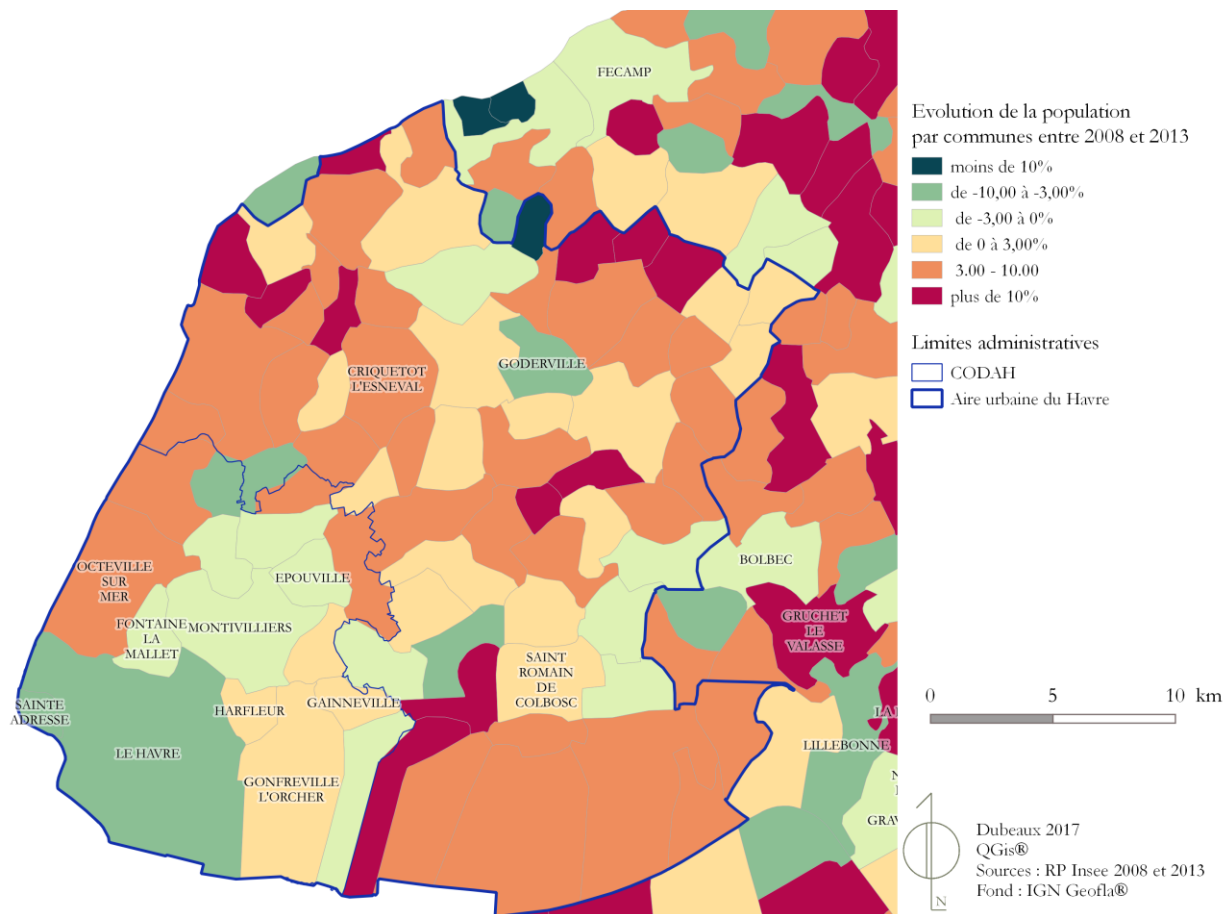 FECAMP
CRIQUETOT
L'ESNEVAL
GODERVILLE
OCTEVILLE
SUR
MER
EPOUVILLE
BOLBEC
FONTAINE
LA
MALLET
MONTIVILLIERS
GRUCHET
LE
VALASSE
SAINTE
ADRESSE
HARFLEUR
GAINNEVILLE
SAINT
ROMAIN
DE
COLBOSC
LE HAVRE
GONFREVILLE
L'ORCHER
LILLEBONNE
LA
GRAV
Evolution de la population
par communes entre 2008 et 2013
moins de 10%
de -10,00 à -3,00%
de -3,00 à 0%
de 0 à 3,00%
3.00 - 10.00
plus de 10%
Limites administratives
CODAH
Aire urbaine du Havre
0 5 10 km
N
Dubeaux 2017
QGis®
Sources : RP Insee 2008 et 2013
Fond : IGN Geofla®